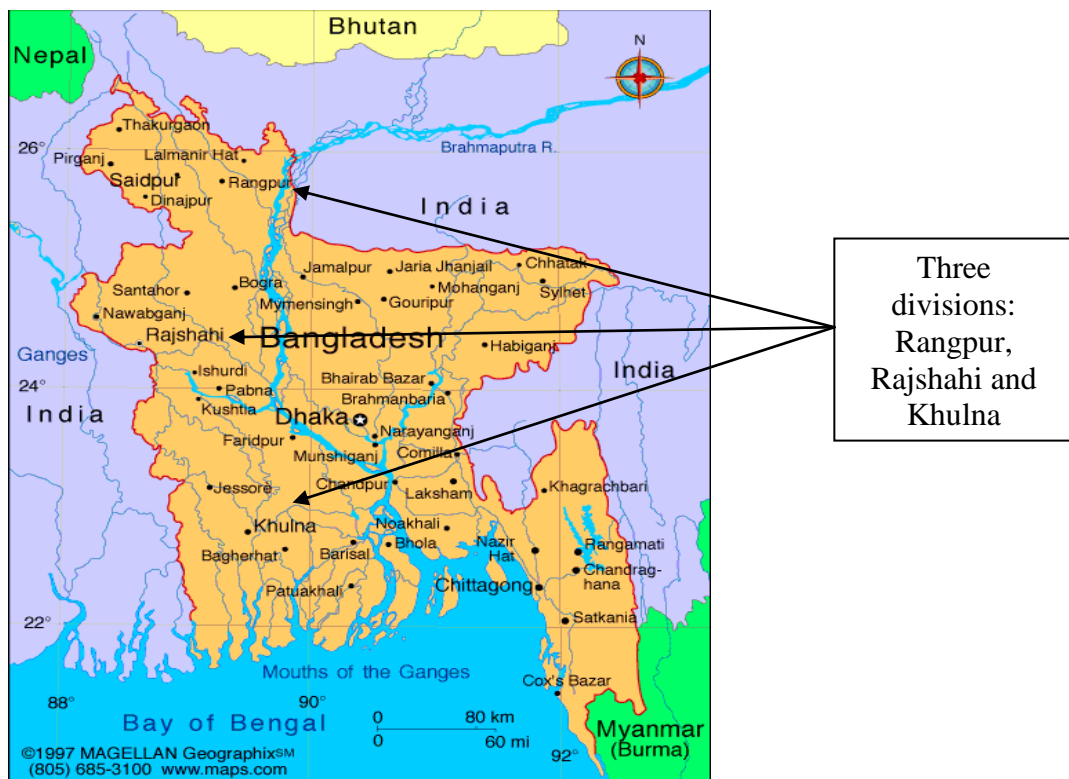 Bhutan
Nepal
N
Thakurgaon
26°
Pirganj
Lalmanir Hat
Brahmaputra R.
Saidpur
Rangpur
Dinajpur
India
Three
divisions:
Rangpur,
Rajshahi and
Khulna
Jamalpur
Jaria Jhanjail
Chhatak
Santahor
Bogra
Mohanganj
Sylhet
Mymensingh
Gouripur
Nawabganj
Rajshahi
Bangladesh
Habiganj
Ganges
Ishurdi
Bhairab Bazar
India
24°
Pabna
Brahmanbaria
India
Kushtia
Dhaka
Narayanganj
Faridpur
Munshiganj
Comilla
Jessore
Chandpur
Laksham
Khagrachbari
Khulna
Noakhali
Nazir
Hat
Bagherhat
Barisal
Bhola
Rangamati
Chandrag-
hana
Patuakhali
Chittagong
22°
Satkania
Mouths of the Ganges
Cox's Bazar
88°
90°
Bay of Bengal
0 80 km
0 60 mi
Myanmar
(Burma)
92°
©1997 MAGELLAN Geographix℠
(805) 685-3100 www.maps.com